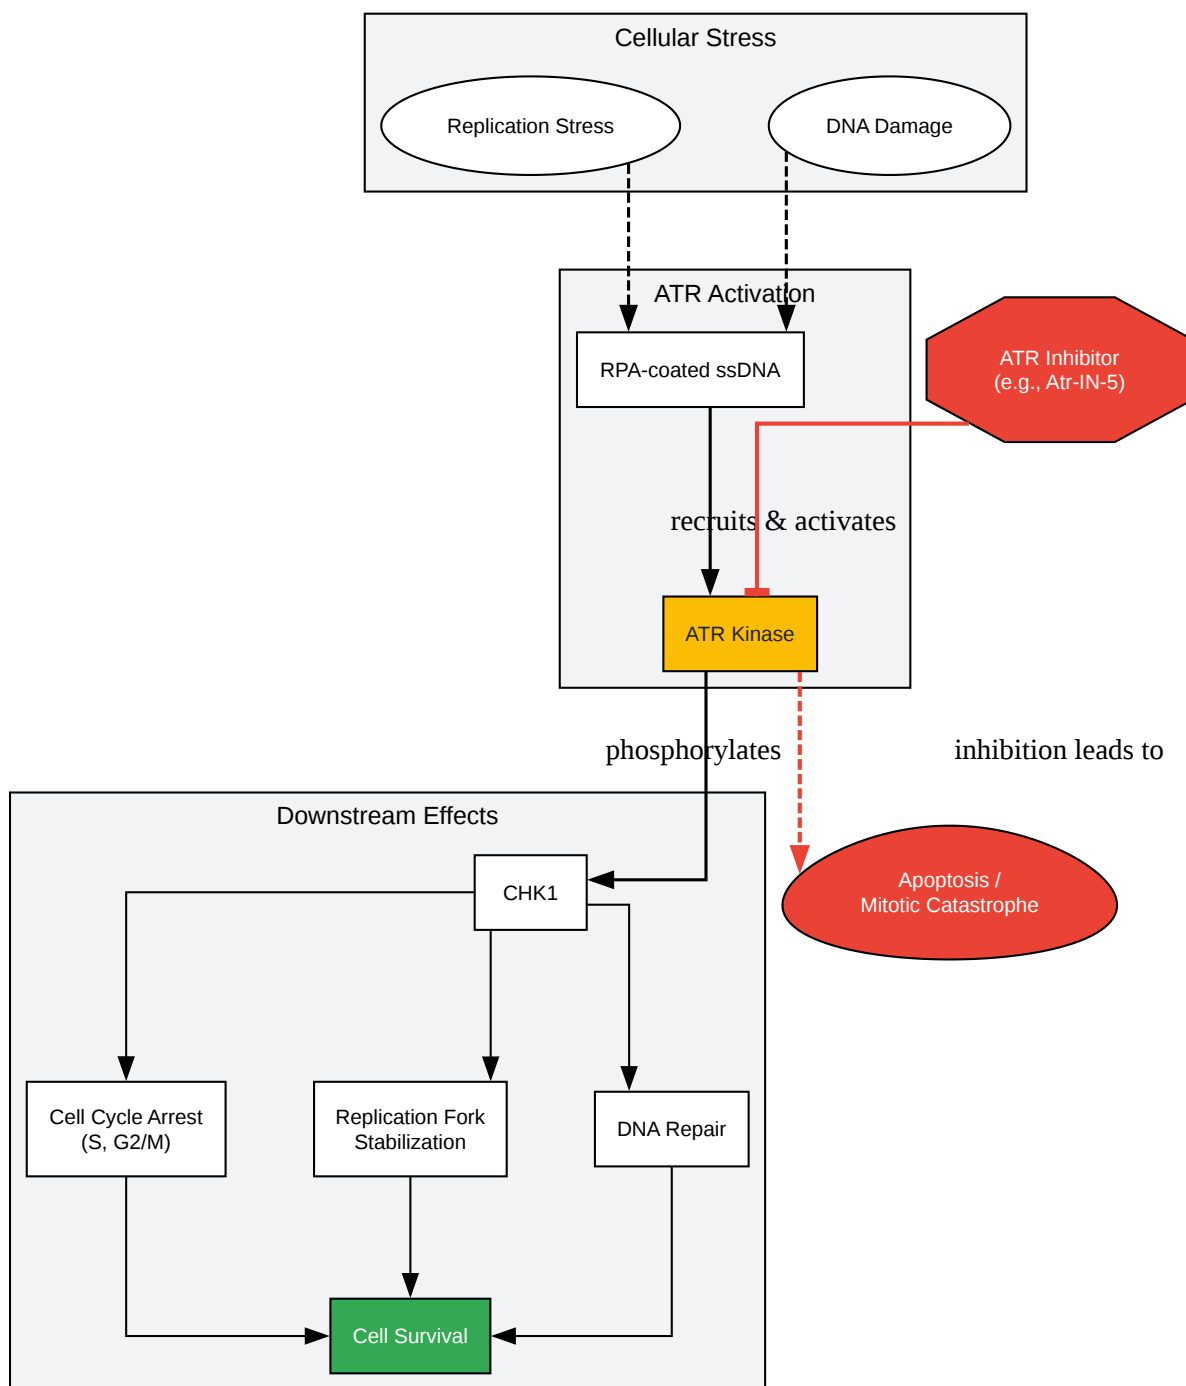 Cellular Stress
Replication Stress
DNA Damage
ATR Activation
RPA-coated ssDNA
ATR Inhibitor
(e.g., Atr-IN-5)
recruits & activates
ATR Kinase
phosphorylates
inhibition leads to
Downstream Effects
CHK1
Apoptosis /
Mitotic Catastrophe
Cell Cycle Arrest
(S, G2/M)
Replication Fork
Stabilization
DNA Repair
Cell Survival